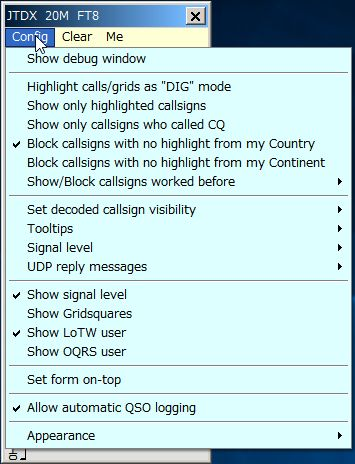 JTDX 20M FT8
Config Clear Me
Show debug window
Highlight calls/grids as "DIG" mode
Show only highlighted callsigns
Show only callsigns who called CQ
Block callsigns with no highlight from my Country
Block callsigns with no highlight from my Continent
Show/Block callsigns worked before
Set decoded callsign visibility
Tooltips
Signal level
UDP reply messages
Show signal level
Show Gridsquares
Show LoTW user
Show OQRS user
Set form on-top
Allow automatic QSO logging
Appearance